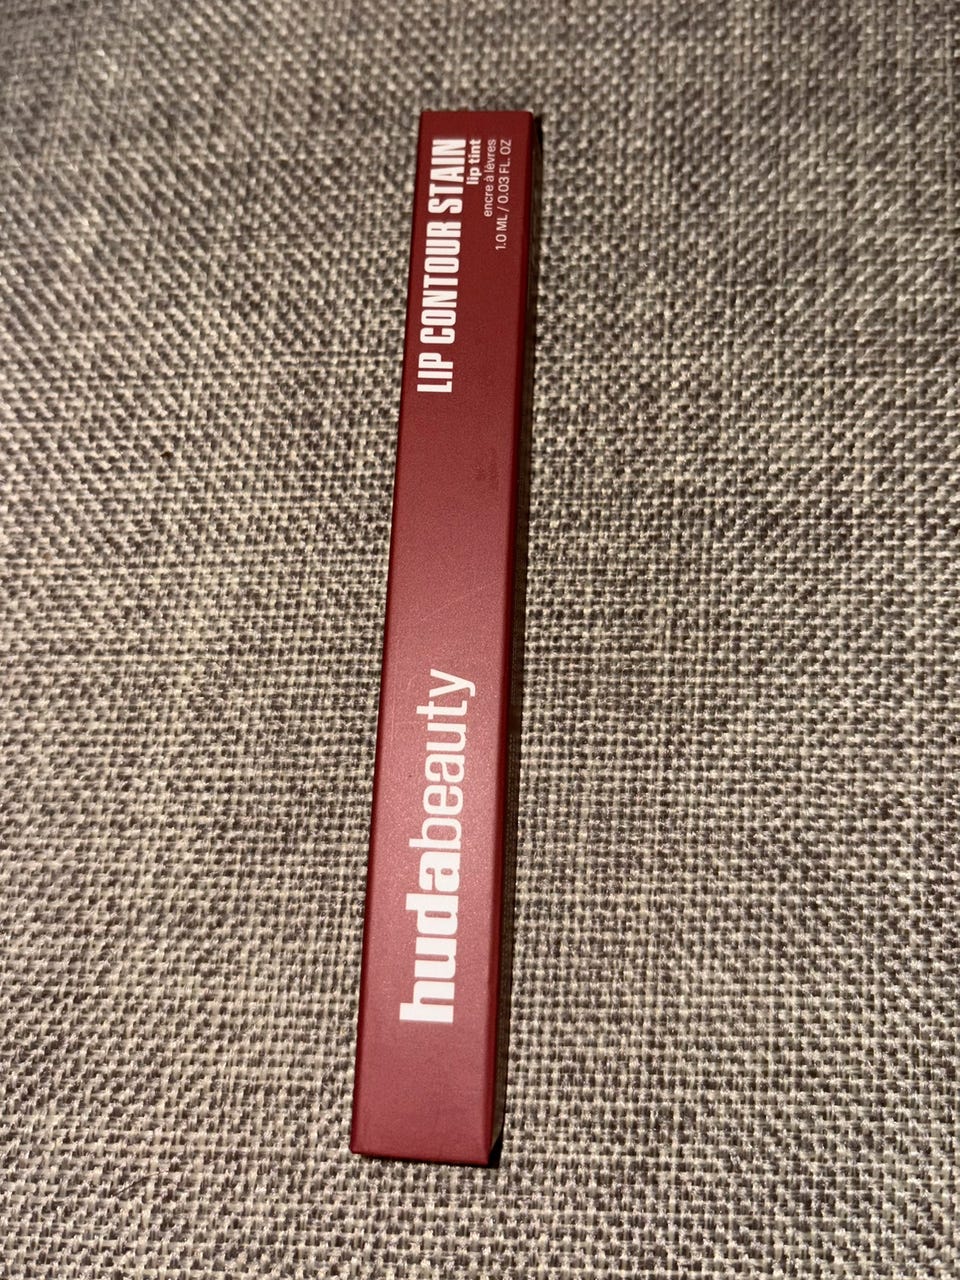 LIP CONTOUR STAIN
lip tint
encre à lèvres
1.0 ML / 0.03 FL. OZ
hudabeauty